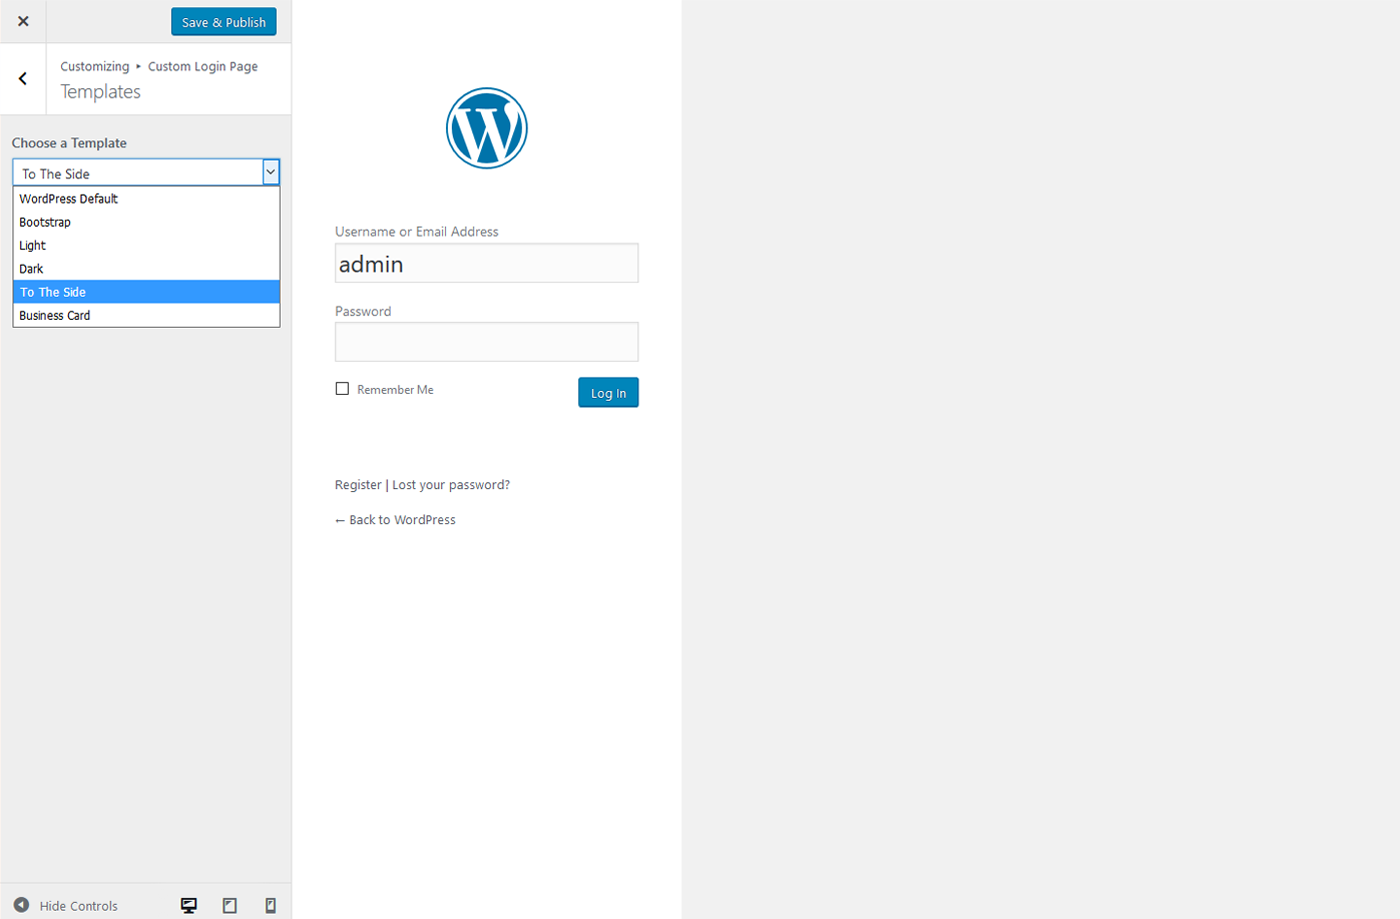 Save & Publish
Customizing ▸ Custom Login Page
Templates
Choose a Template
To The Side
WordPress Default
Bootstrap
Light
Dark
To The Side
Business Card
Hide Controls
W
Username or Email Address
admin
Password
Remember Me
Log In
Register | Lost your password?
← Back to WordPress